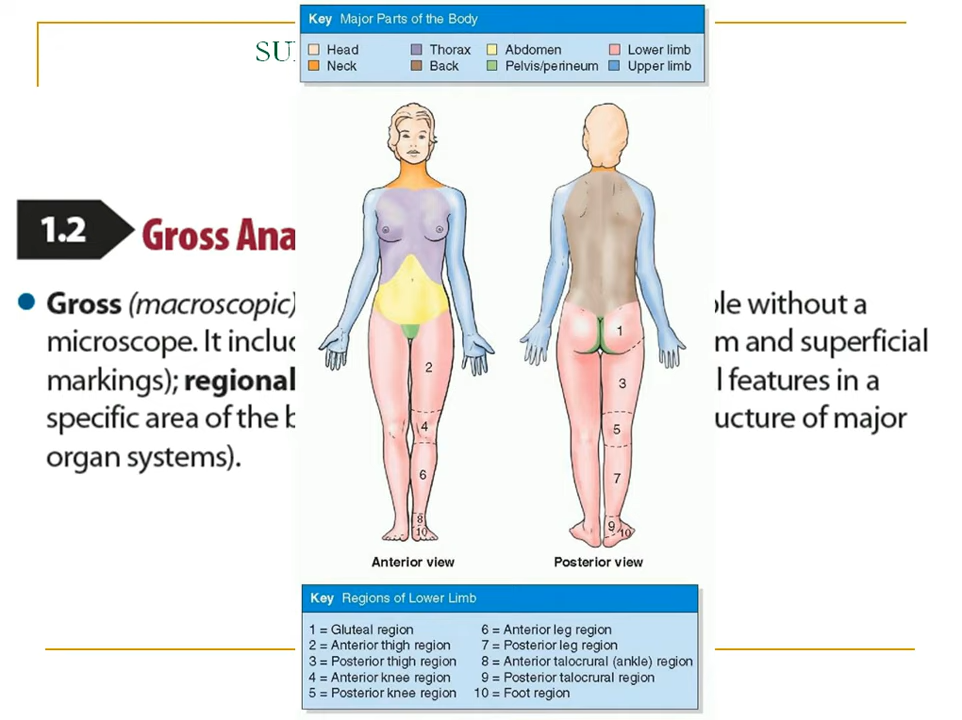 Key Major Parts of the Body
Head Thorax Abdomen Lower limb
Neck Back Pelvis/perineum Upper limb
1.2 Gross Ana
Gross (macroscopic) without a
microscope. It and superficial
markings); regional features in a
specific area of the of major
organ systems).
1
2
3
4
5
6
7
8
9
10
10
Anterior view Posterior view
Key Regions of Lower Limb
1 = Gluteal region 6 = Anterior leg region
2 = Anterior thigh region 7 = Posterior leg region
3 = Posterior thigh region 8 = Anterior talocrural (ankle) region
4 = Anterior knee region 9 = Posterior talocrural region
5 = Posterior knee region 10 = Foot region